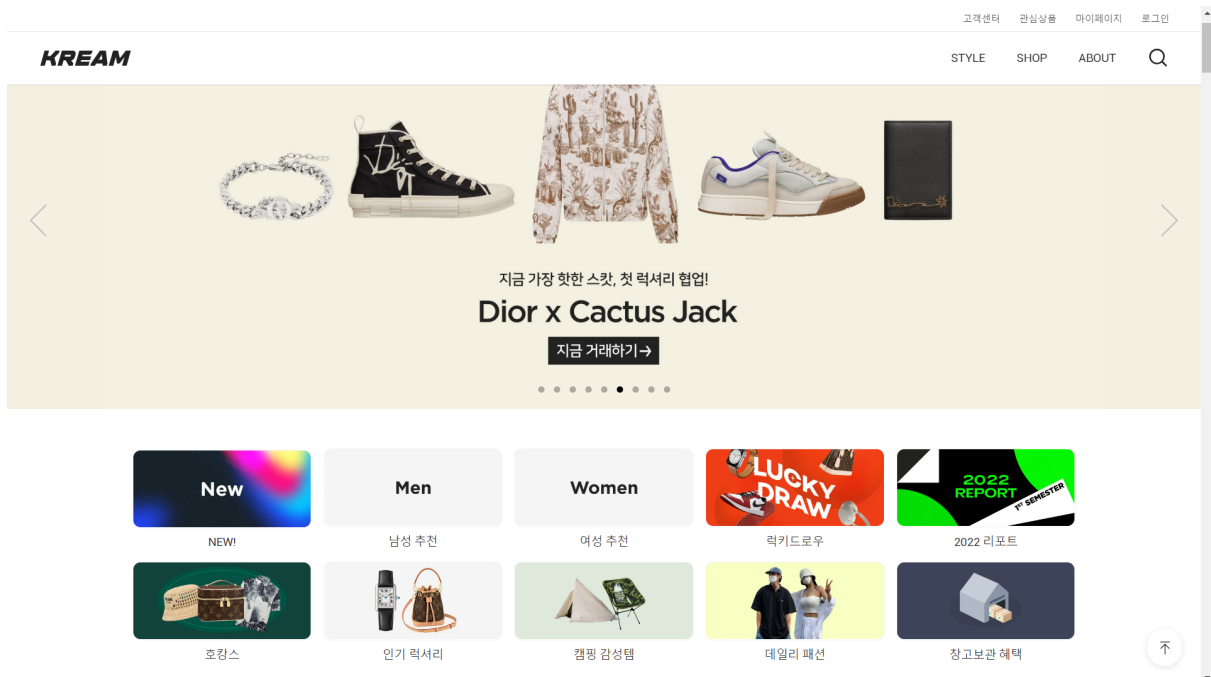 고객센터 관심상품 마이페이지 로그인
KREAM
STYLE SHOP ABOUT
Dior
지금 가장 핫한 스캇, 첫 럭셔리 협업!
Dior x Cactus Jack
지금 거래하기→
New
Men
Women
LUCKY
DRAW
2022
REPORT
1ST SEMESTER
NEW!
남성 추천
여성 추천
럭키드로우
2022 리포트
호캉스
인기 럭셔리
캠핑 감성템
데일리 패션
창고보관 혜택